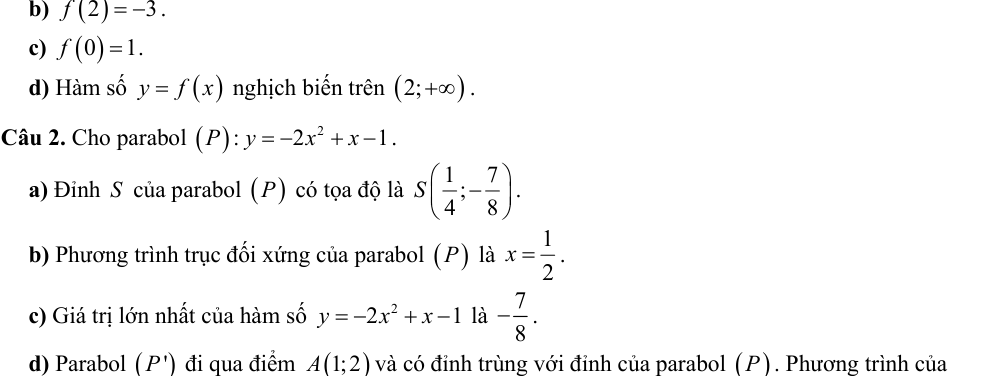 b) f(2) = −3.
c) f(0) = 1.
d) Hàm số y = f(x) nghịch biến trên (2;+∞).
Câu 2. Cho parabol (P): y = −2x² + x − 1.
a) Đỉnh S của parabol (P) có tọa độ là S(1/4; −7/8).
b) Phương trình trục đối xứng của parabol (P) là x = 1/2.
c) Giá trị lớn nhất của hàm số y = −2x² + x − 1 là −7/8.
d) Parabol (P') đi qua điểm A(1;2) và có đỉnh trùng với đỉnh của parabol (P). Phương trình của